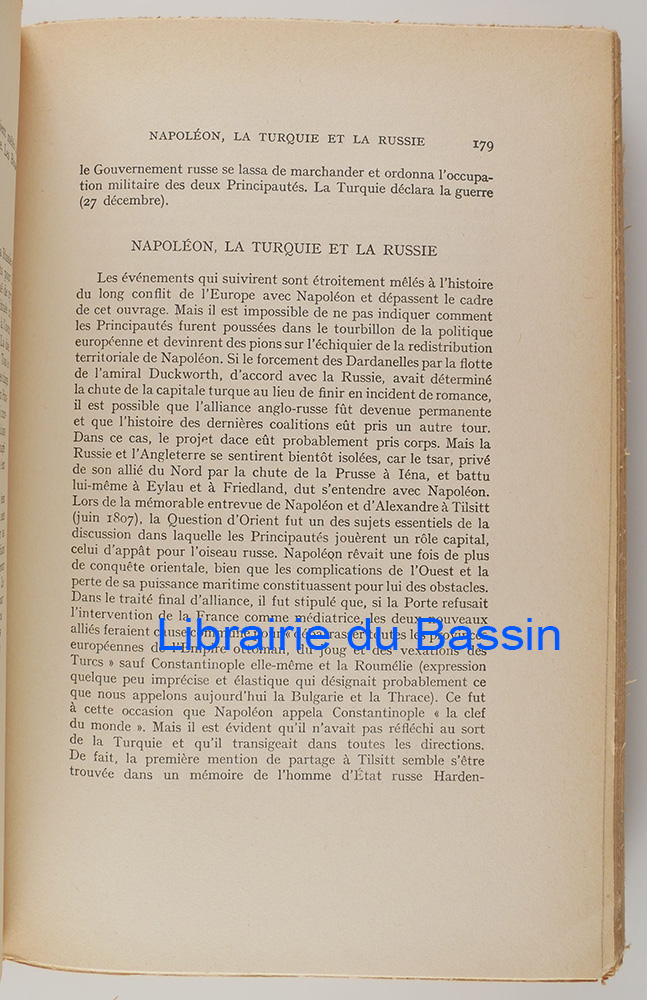 NAPOLÉON, LA TURQUIE ET LA RUSSIE 179
le Gouvernement russe se lassa de marchander et ordonna l'occupa-
tion militaire des deux Principautés. La Turquie déclara la guerre
(27 décembre).
NAPOLÉON, LA TURQUIE ET LA RUSSIE
Les événements qui suivirent sont étroitement mêlés à l'histoire
du long conflit de l'Europe avec Napoléon et dépassent le cadre
de cet ouvrage. Mais il est impossible de ne pas indiquer comment
les Principautés furent poussées dans le tourbillon de la politique
européenne et devinrent des pions sur l'échiquier de la redistribution
territoriale de Napoléon. Si le forcement des Dardanelles par la flotte
de l'amiral Duckworth, d'accord avec la Russie, avait déterminé
la chute de la capitale turque au lieu de finir en incident de romance,
il est possible que l'alliance anglo-russe fût devenue permanente
et que l'histoire des dernières coalitions eût pris un autre tour.
Dans ce cas, le projet dace eût probablement pris corps. Mais la
Russie et l'Angleterre se sentirent bientôt isolées, car le tsar, privé
de son allié du Nord par la chute de la Prusse à Iéna, et battu
lui-même à Eylau et à Friedland, dut s'entendre avec Napoléon.
Lors de la mémorable entrevue de Napoléon et d'Alexandre à Tilsitt
(juin 1807), la Question d'Orient fut un des sujets essentiels de la
discussion dans laquelle les Principautés jouèrent un rôle capital,
celui d'appât pour l'oiseau russe. Napoléon rêvait une fois de plus
de conquête orientale, bien que les complications de l'Ouest et la
perte de sa puissance maritime constituassent pour lui des obstacles.
Dans le traité final d'alliance, il fut stipulé que, si la Porte refusait
l'intervention de la France comme médiatrice, les deux nouveaux
alliés feraient cause commune pour « débarrasser toutes les provinces
européennes de l'Empire ottoman, du joug et des vexations des
Turcs » sauf Constantinople elle-même et la Roumélie (expression
quelque peu imprécise et élastique qui désignait probablement ce
que nous appelons aujourd'hui la Bulgarie et la Thrace). Ce fut
à cette occasion que Napoléon appela Constantinople « la clef
du monde ». Mais il est évident qu'il n'avait pas réfléchi au sort
de la Turquie et qu'il transigeait dans toutes les directions.
De fait, la première mention de partage à Tilsitt semble s'être
trouvée dans un mémoire de l'homme d'État russe Harden-
Librairie du Bassin